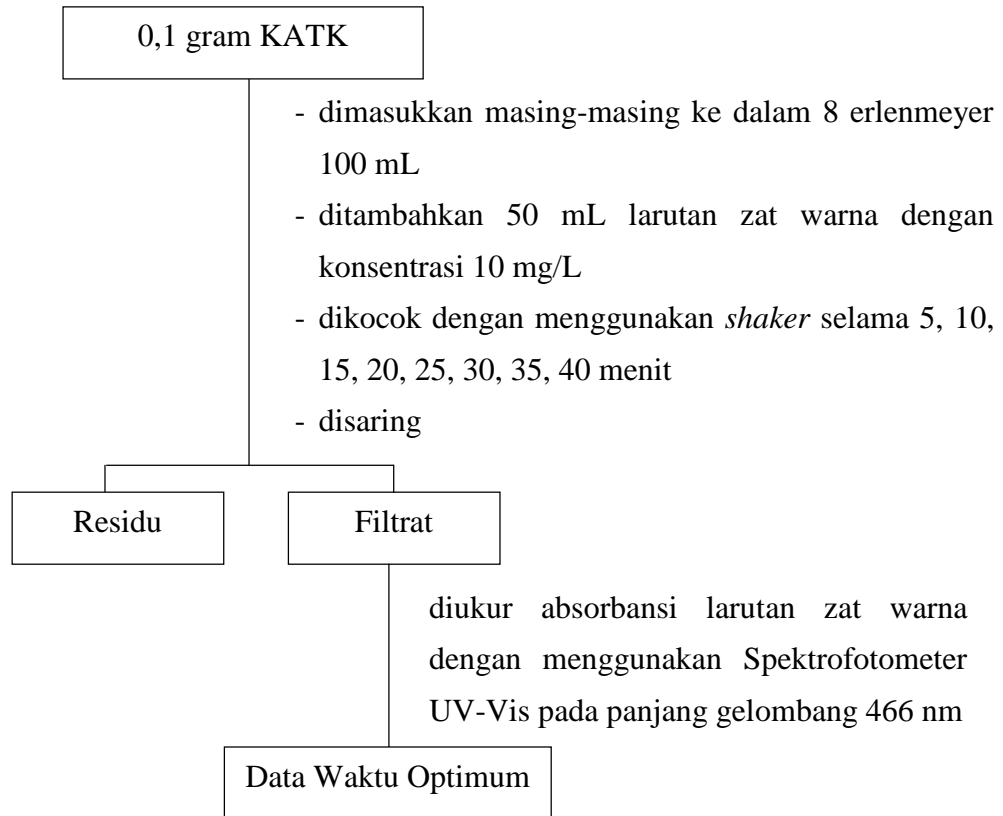 0,1 gram KATK
- dimasukkan masing-masing ke dalam 8 erlenmeyer
100 mL
- ditambahkan 50 mL larutan zat warna dengan
konsentrasi 10 mg/L
- dikocok dengan menggunakan shaker selama 5, 10,
15, 20, 25, 30, 35, 40 menit
- disaring
Residu
Filtrat
diukur absorbansi larutan zat warna
dengan menggunakan Spektrofotometer
UV-Vis pada panjang gelombang 466 nm
Data Waktu Optimum